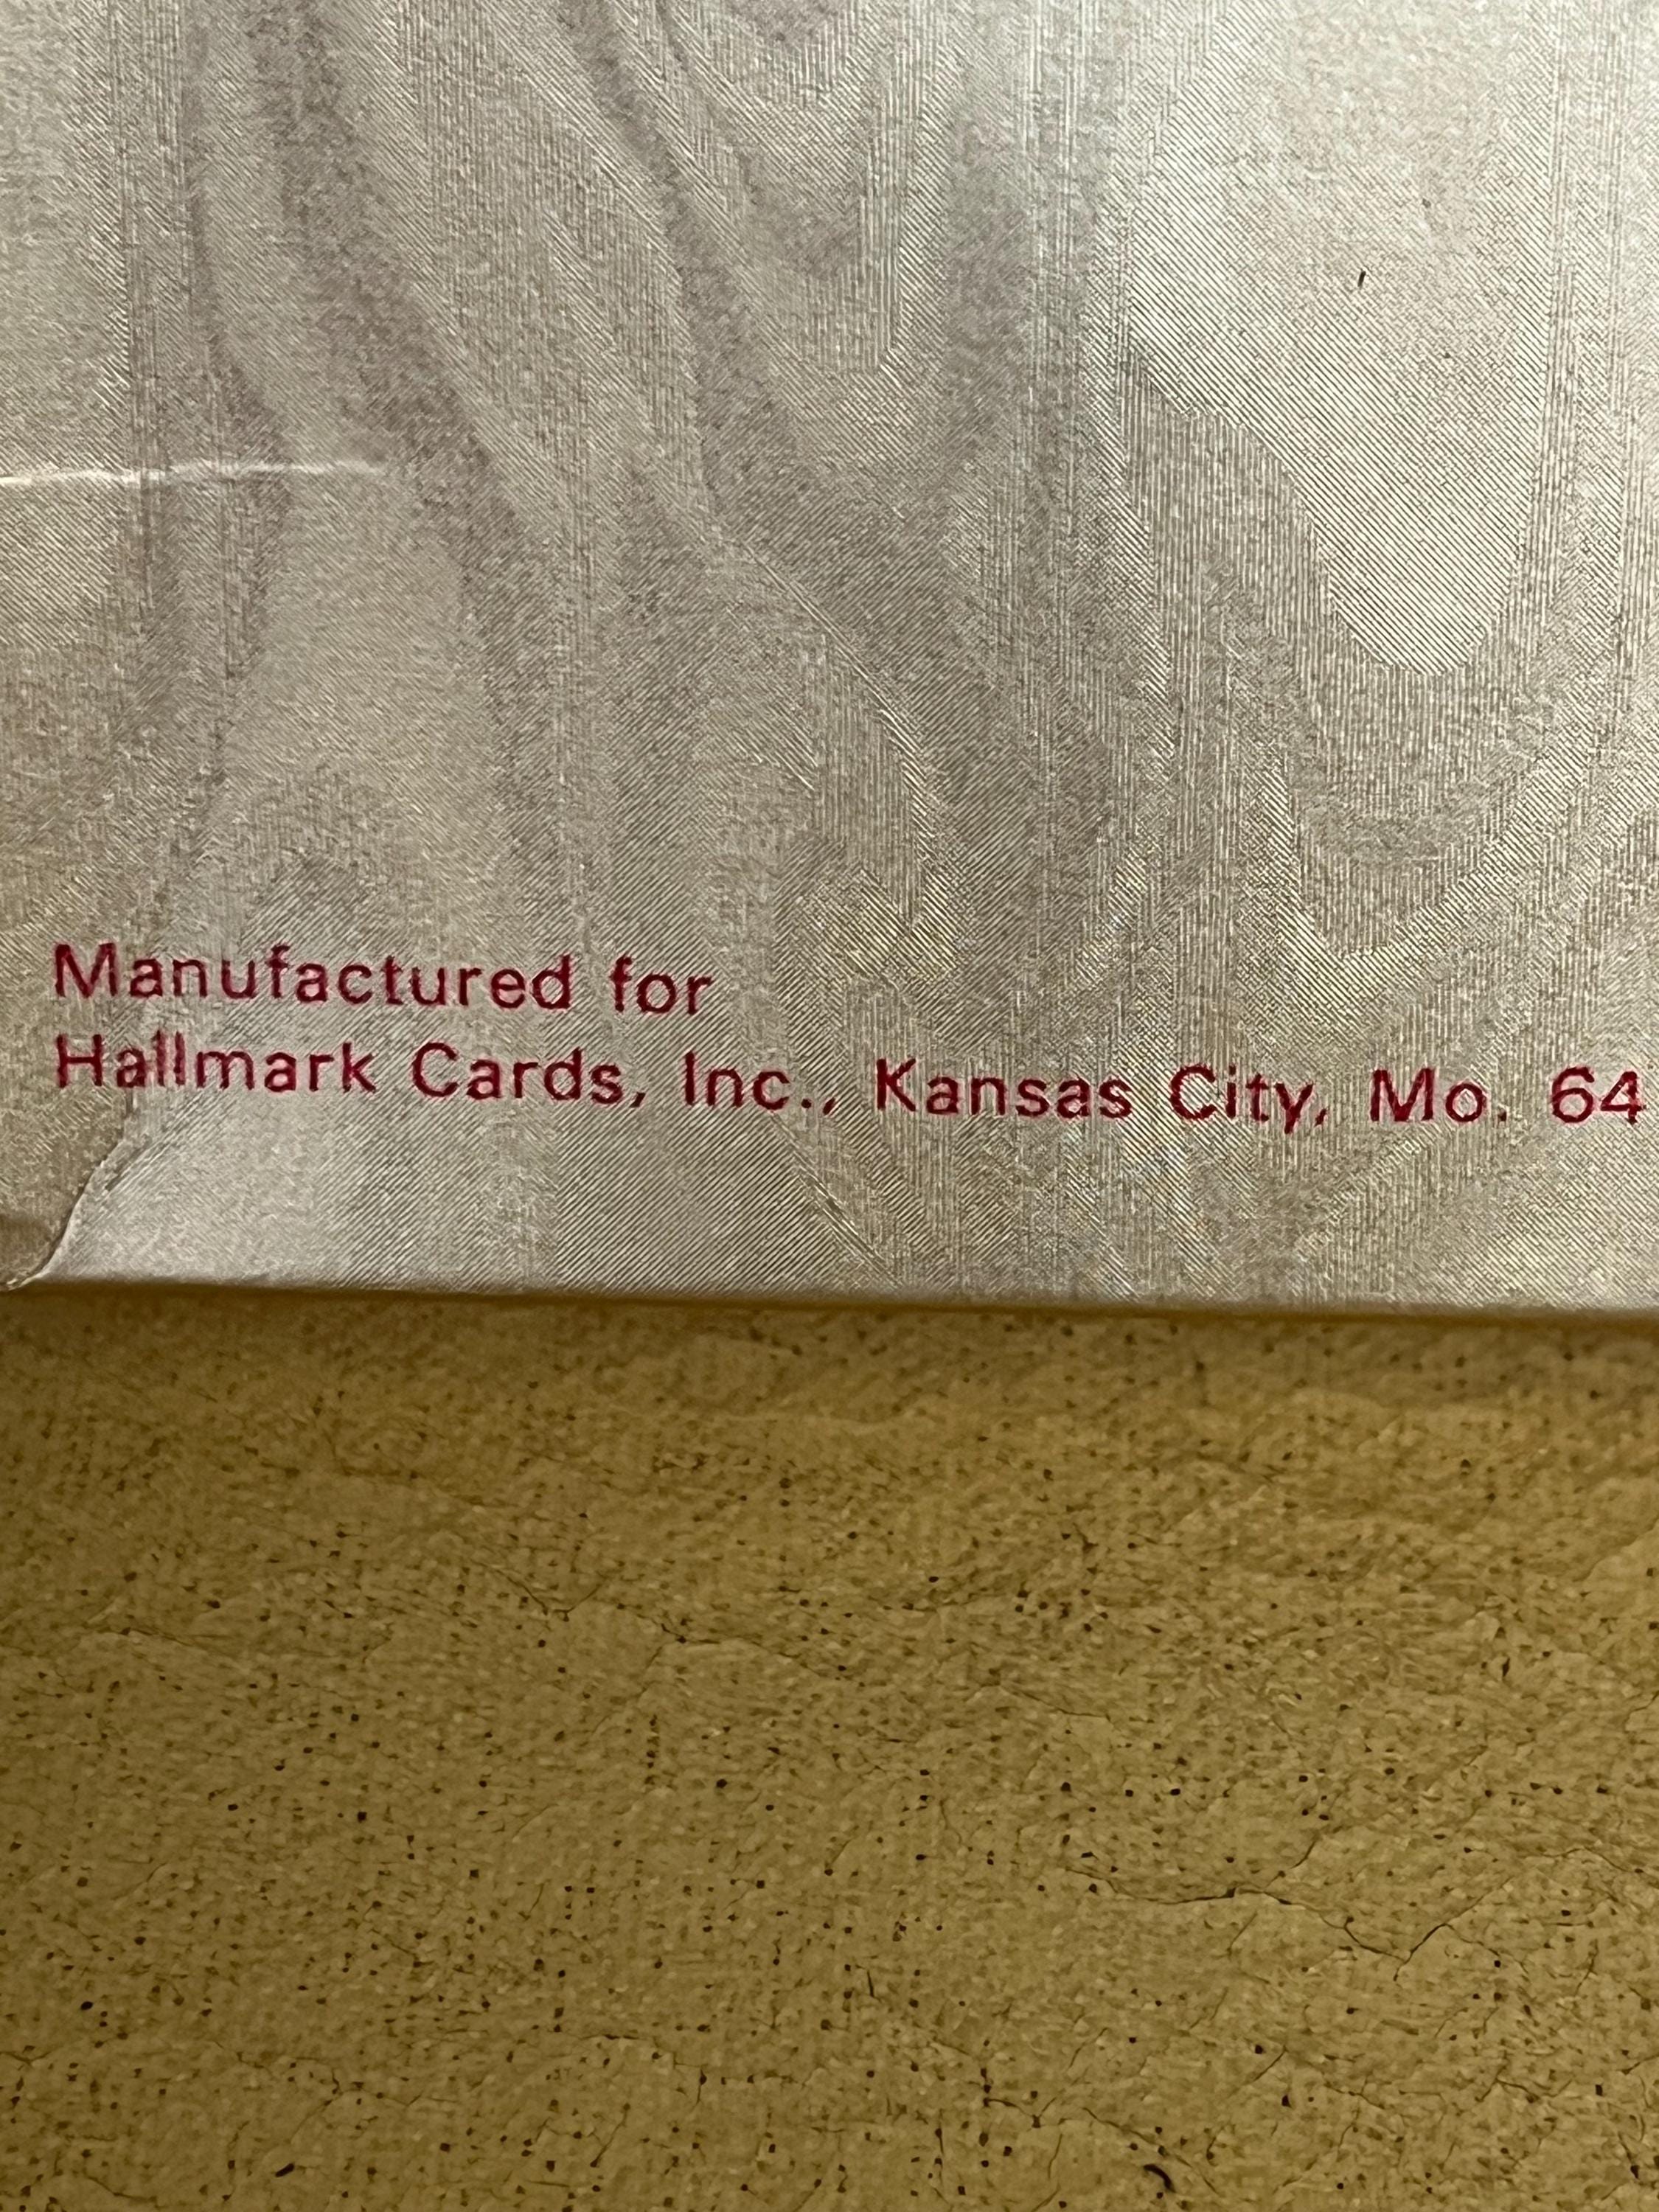 Manufactured for
Hallmark Cards, Inc., Kansas City, Mo. 64